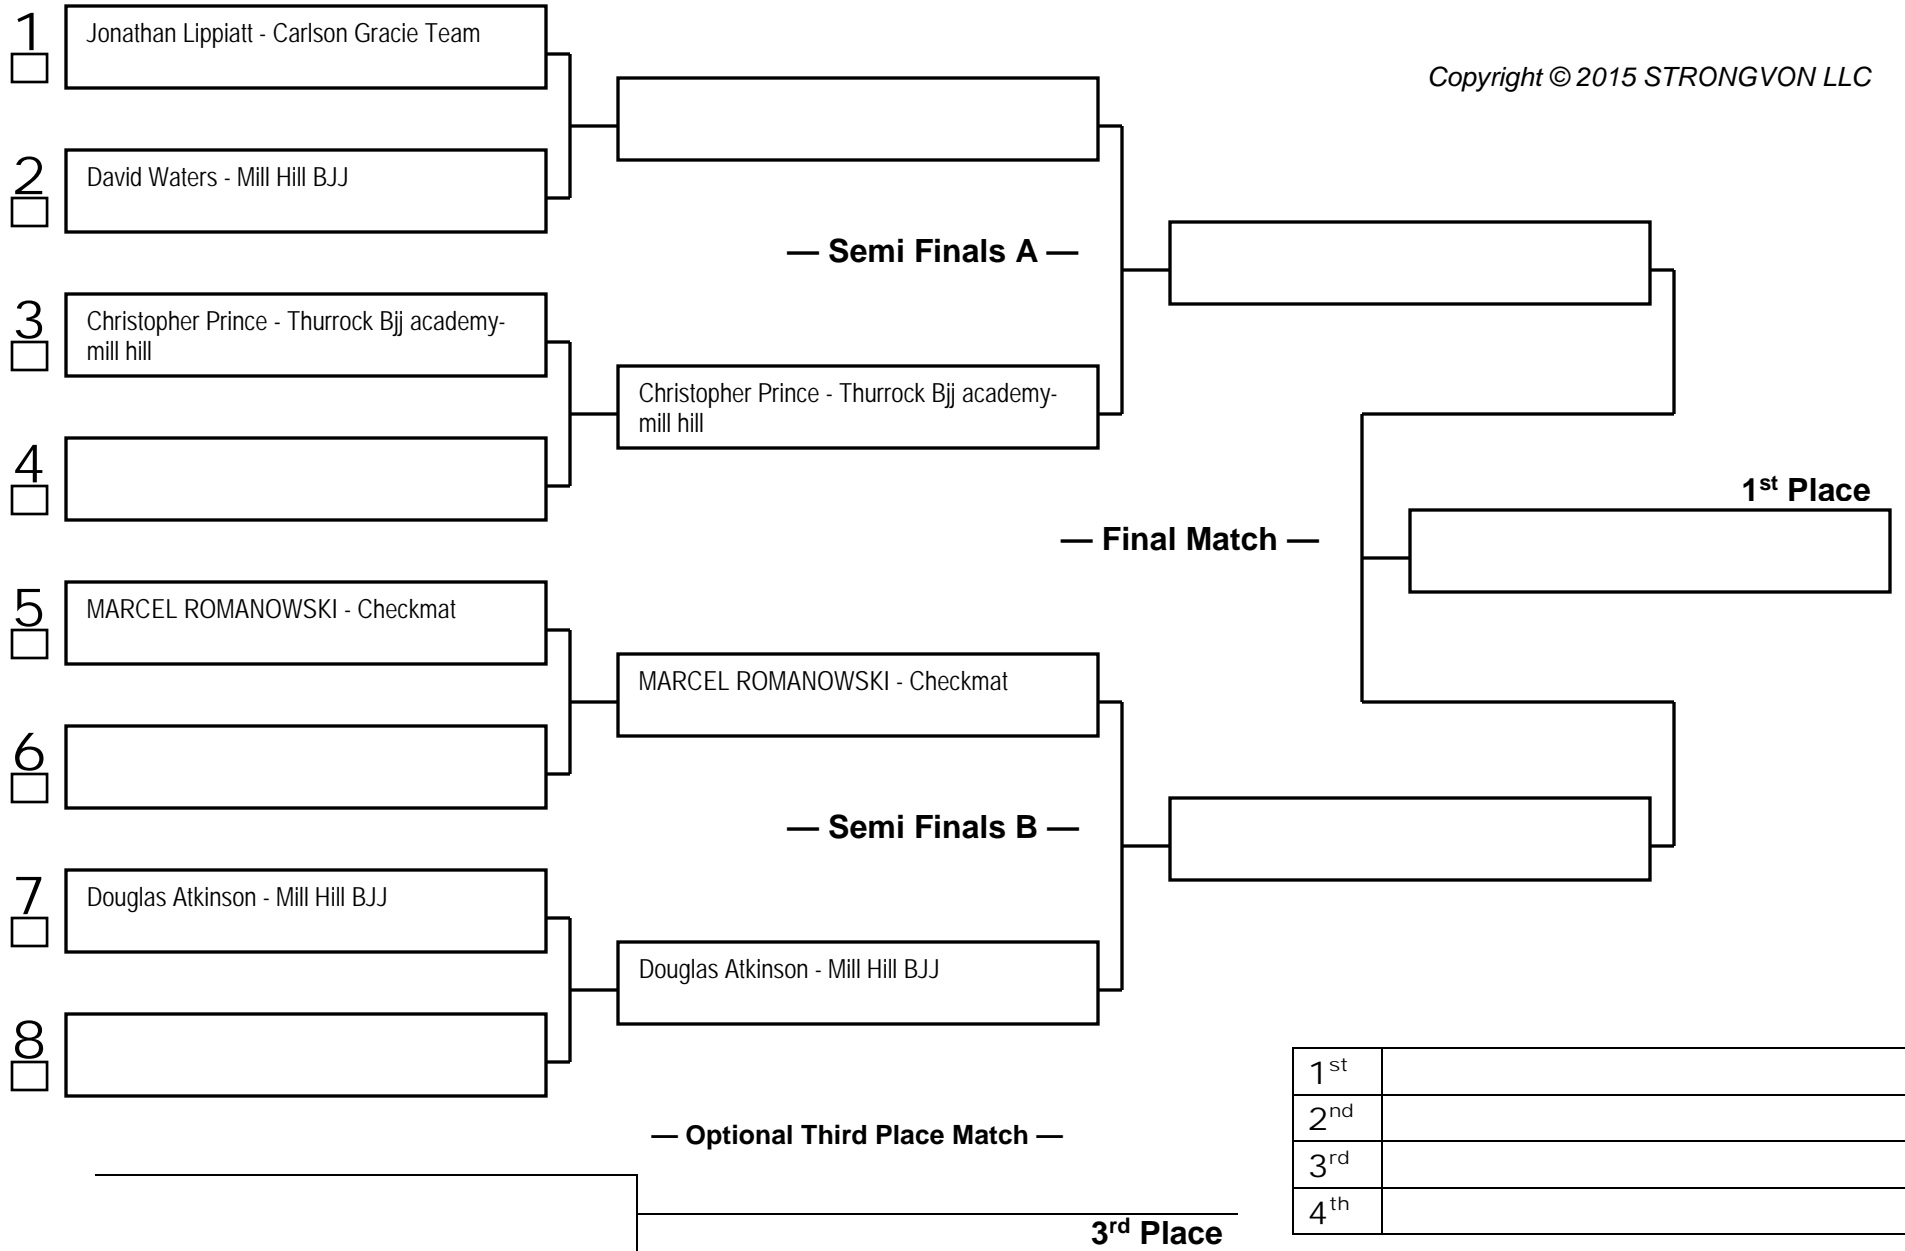 1
Jonathan Lippiatt - Carlson Gracie Team
Copyright © 2015 STRONGVON LLC
2
David Waters - Mill Hill BJJ
— Semi Finals A —
3
Christopher Prince - Thurrock Bjj academy-
mill hill
Christopher Prince - Thurrock Bjj academy-
mill hill
4
1st Place
— Final Match —
5
MARCEL ROMANOWSKI - Checkmat
MARCEL ROMANOWSKI - Checkmat
6
— Semi Finals B —
7
Douglas Atkinson - Mill Hill BJJ
Douglas Atkinson - Mill Hill BJJ
8
— Optional Third Place Match —
3rd Place
1st
2nd
3rd
4th